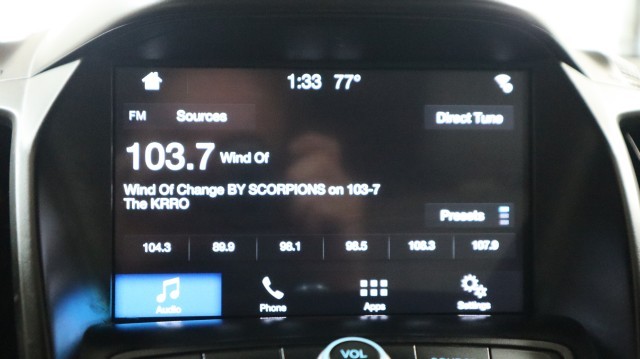 1:33 77°
FM Sources Direct Tune
103.7 Wind Of
Wind Of Change BY SCORPIONS on 103-7
The KRRO
Presets
104.3 89.9 98.1 98.5 108.3 107.9
Audio Phone Apps Settings
VOL